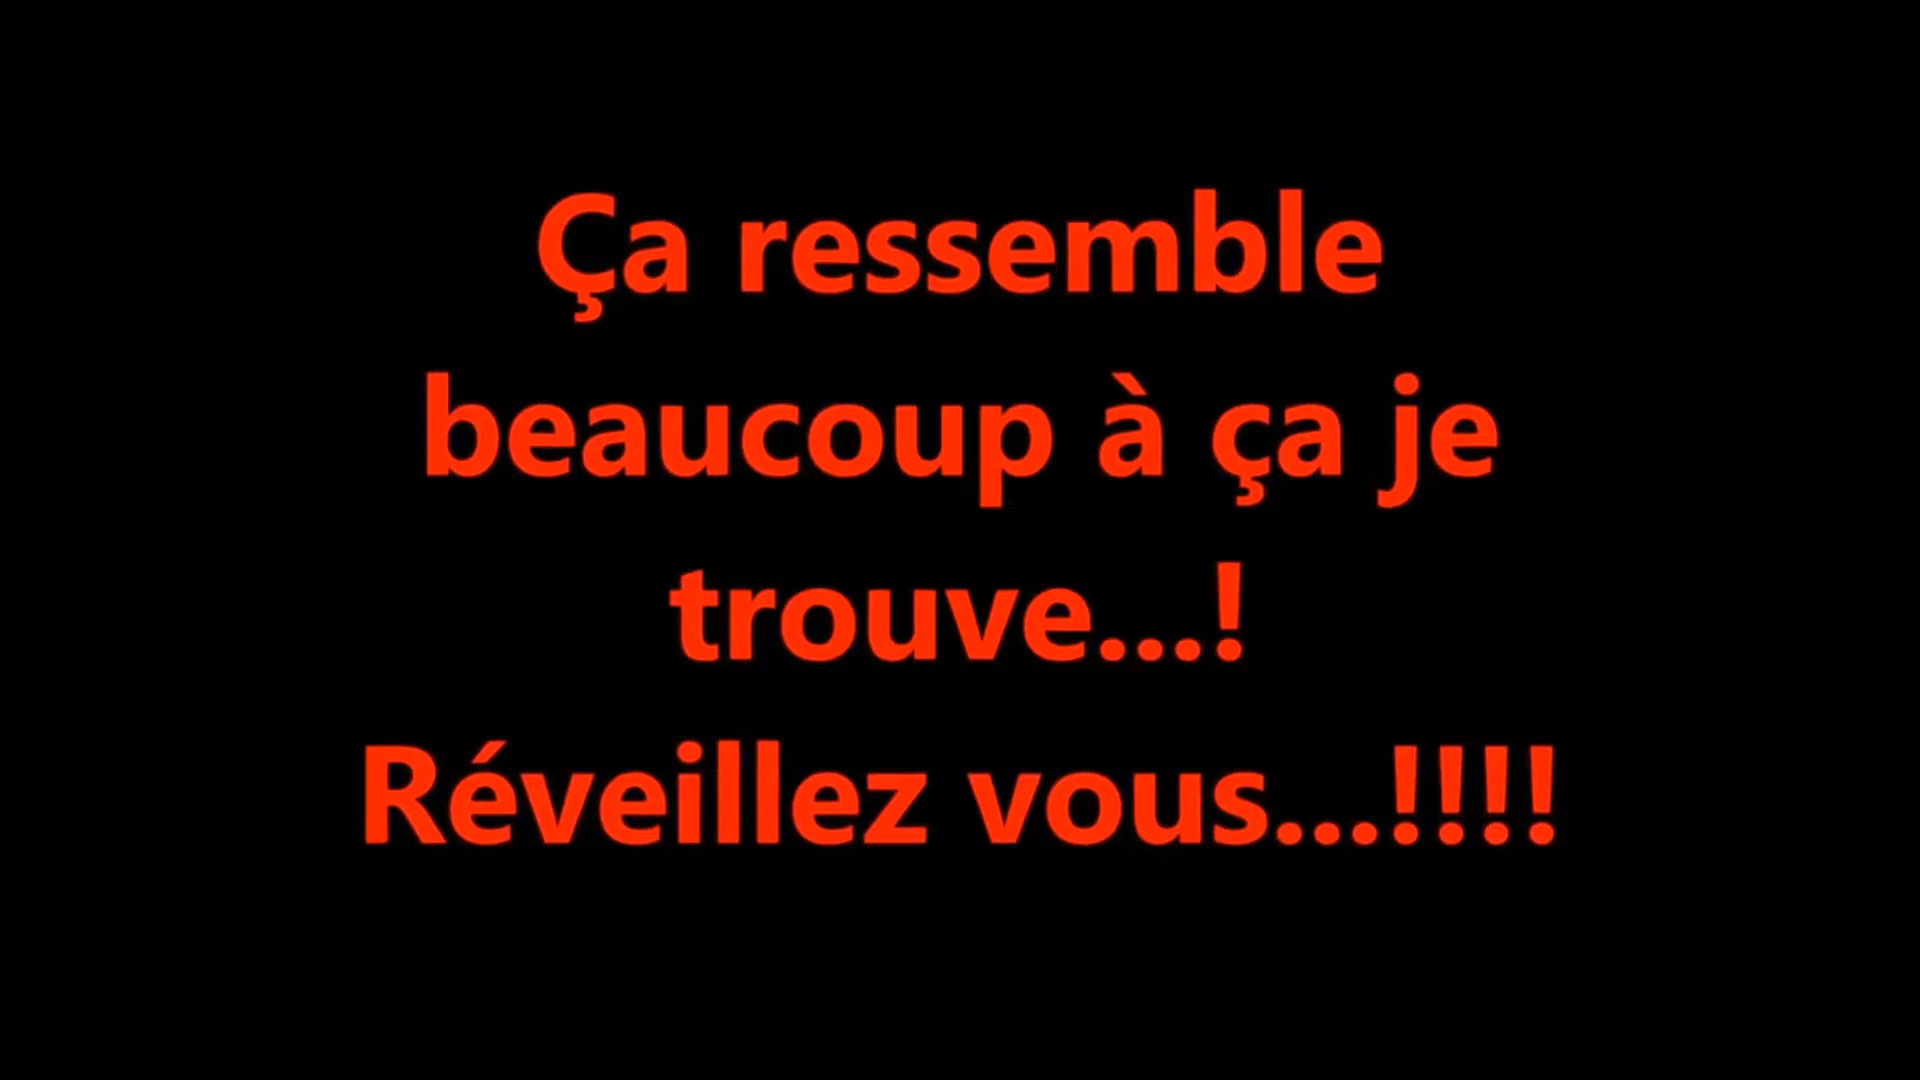 Ça ressemble
beaucoup à ça je
trouve...!
Réveillez vous...!!!!